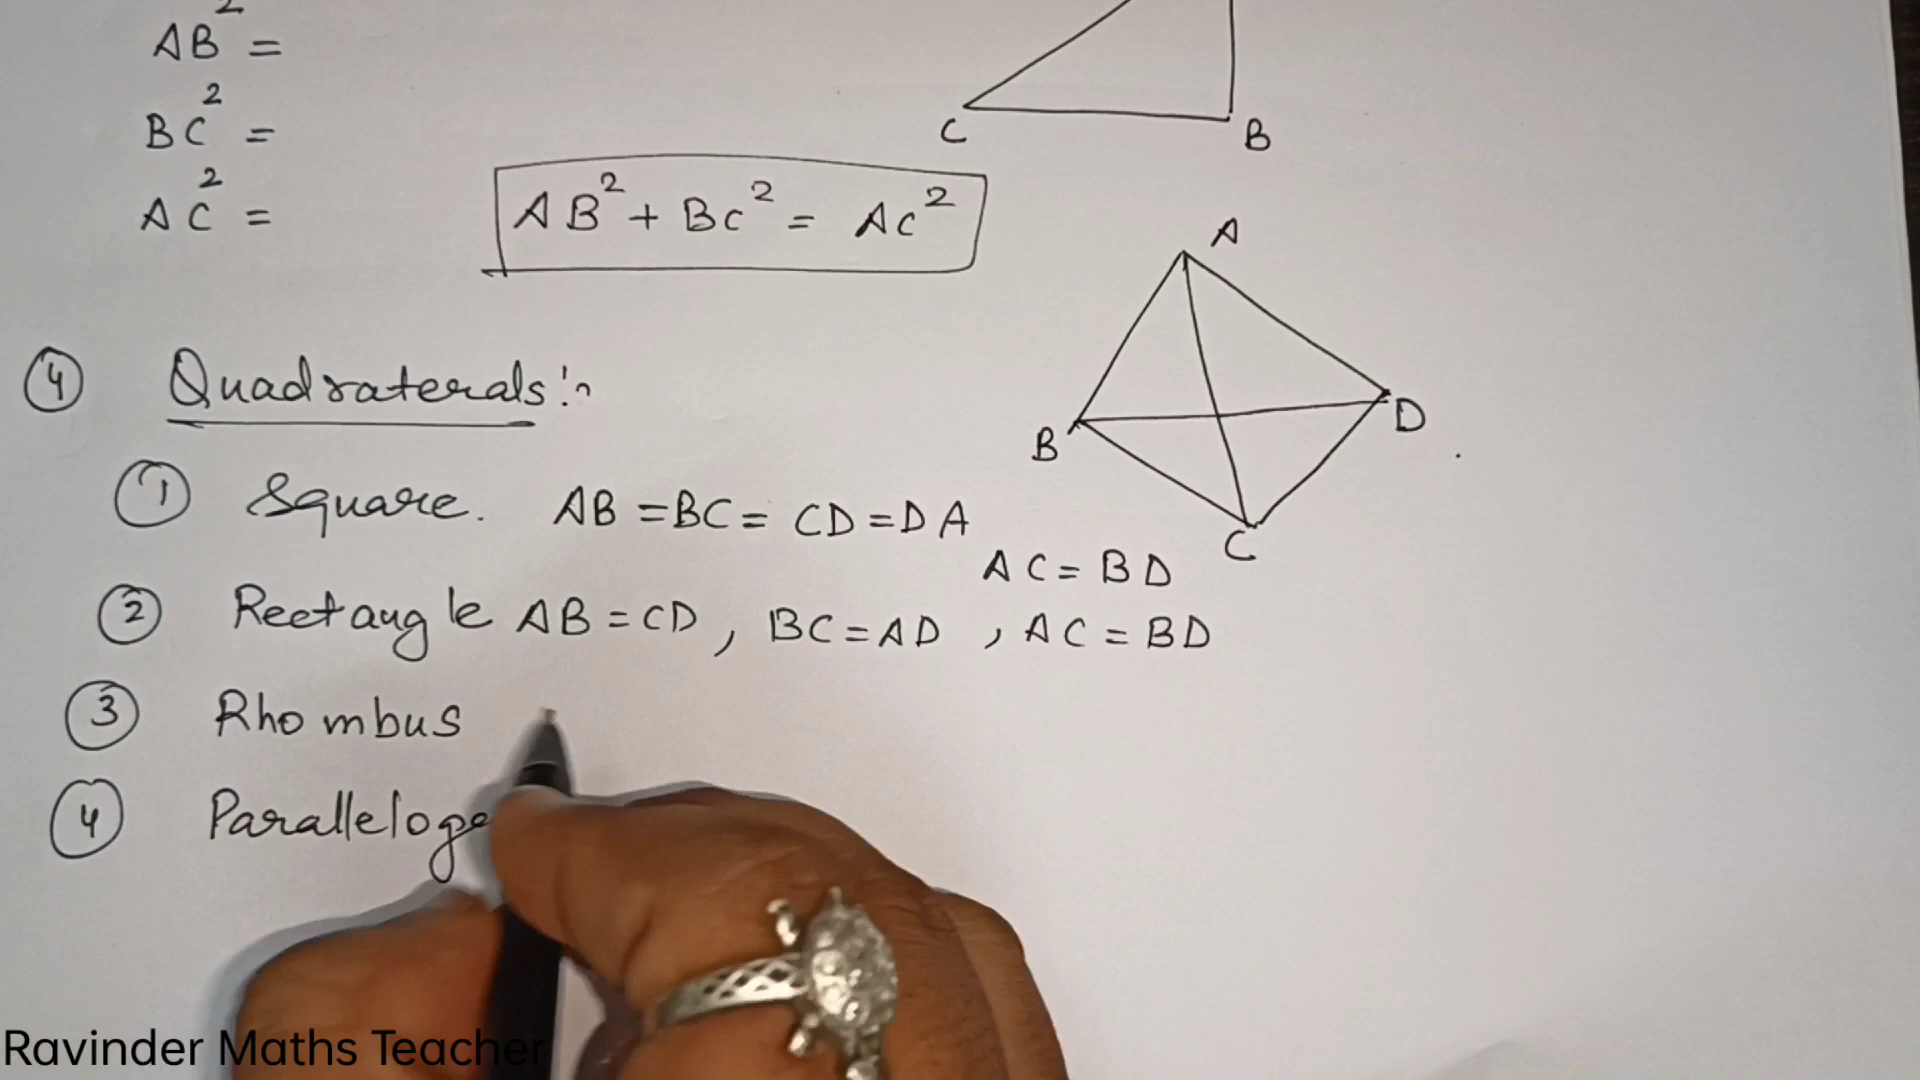 AB² =
BC² =
AC² =
C
B
AB² + BC² = AC²
A
B
D
C
④ Quadraterals :
① Square. AB = BC = CD = DA
AC = BD
② Rectangle AB = CD, BC = AD, AC = BD
③ Rhombus
④ Parallelog
Ravinder Maths Teacher